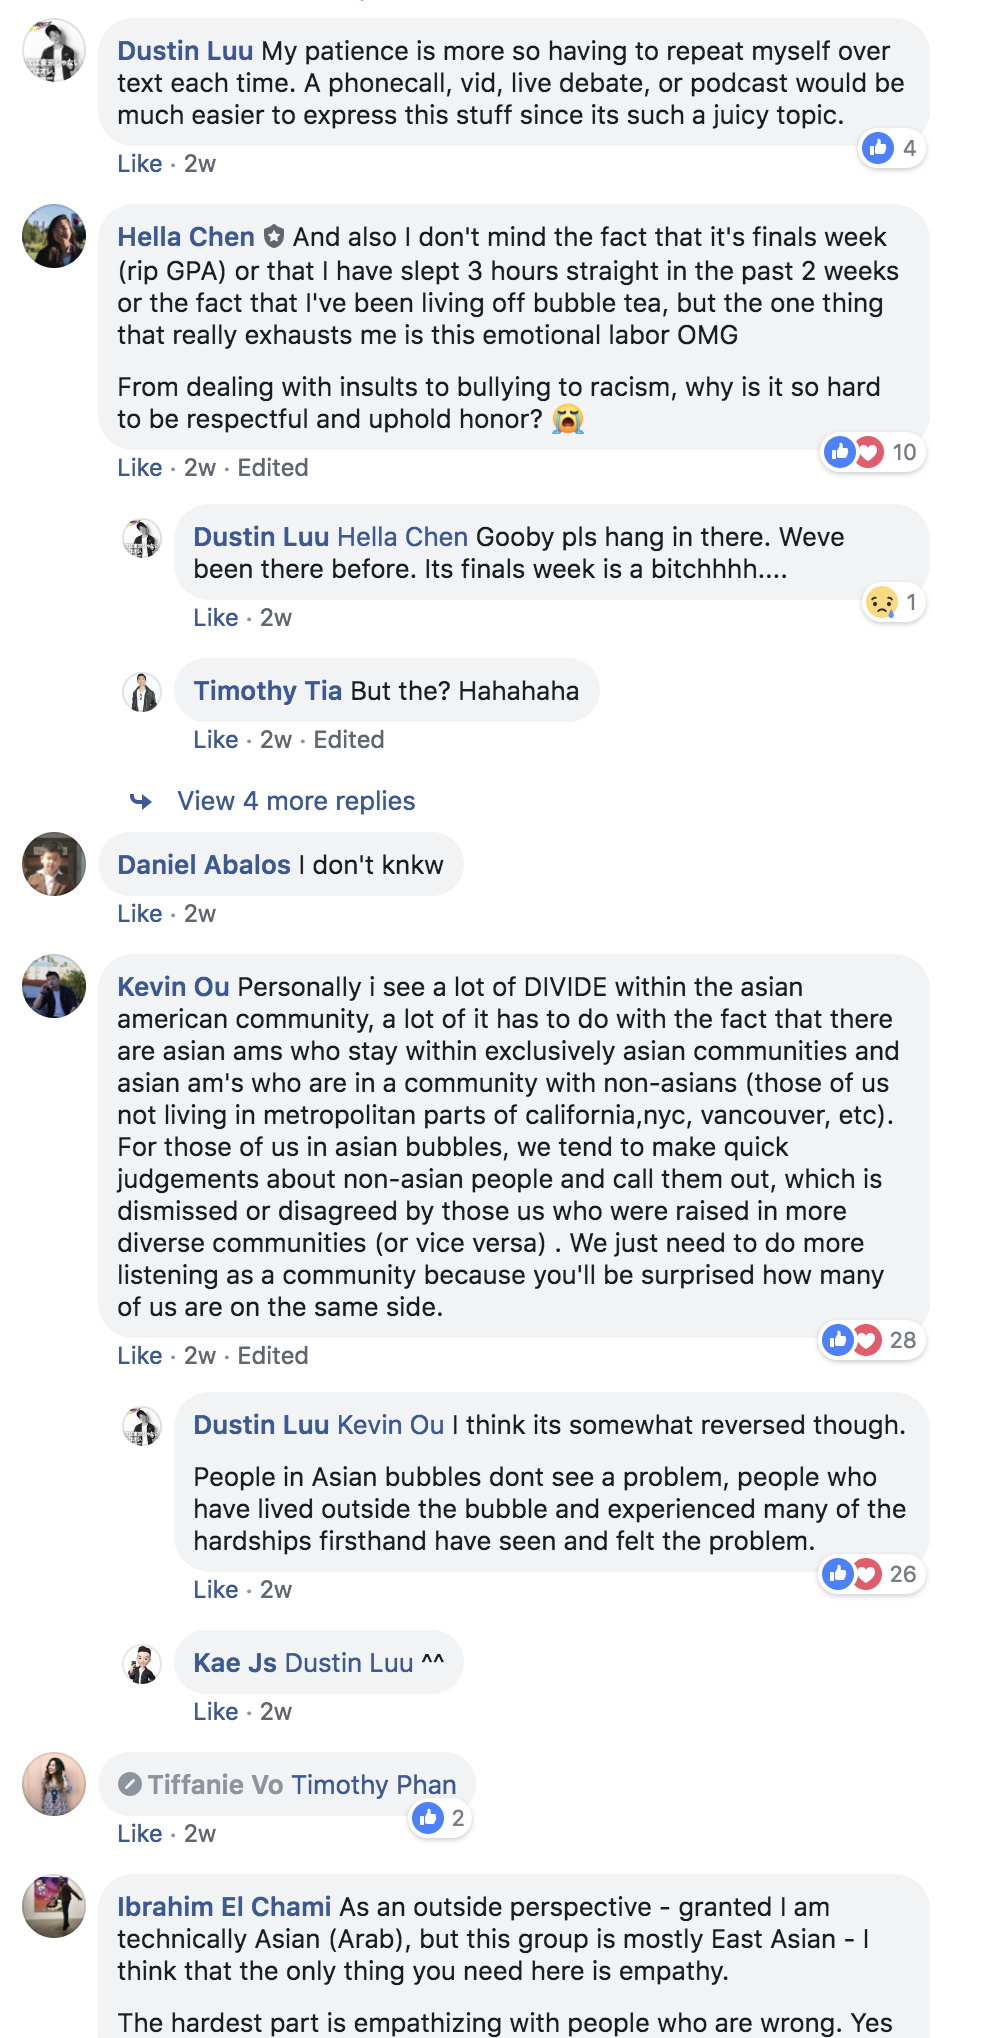 Dustin Luu My patience is more so having to repeat myself over
text each time. A phonecall, vid, live debate, or podcast would be
much easier to express this stuff since its such a juicy topic.
4
Like · 2w
Hella Chen And also I don't mind the fact that it's finals week
(rip GPA) or that I have slept 3 hours straight in the past 2 weeks
or the fact that I've been living off bubble tea, but the one thing
that really exhausts me is this emotional labor OMG
From dealing with insults to bullying to racism, why is it so hard
to be respectful and uphold honor? 😭
10
Like · 2w · Edited
Dustin Luu Hella Chen Gooby pls hang in there. Weve
been there before. Its finals week is a bitchhhh....
1
Like · 2w
Timothy Tia But the? Hahahaha
Like · 2w · Edited
View 4 more replies
Daniel Abalos I don't knkw
Like · 2w
Kevin Ou Personally i see a lot of DIVIDE within the asian
american community, a lot of it has to do with the fact that there
are asian ams who stay within exclusively asian communities and
asian am's who are in a community with non-asians (those of us
not living in metropolitan parts of california,nyc, vancouver, etc).
For those of us in asian bubbles, we tend to make quick
judgements about non-asian people and call them out, which is
dismissed or disagreed by those us who were raised in more
diverse communities (or vice versa) . We just need to do more
listening as a community because you'll be surprised how many
of us are on the same side.
28
Like · 2w · Edited
Dustin Luu Kevin Ou I think its somewhat reversed though.
People in Asian bubbles dont see a problem, people who
have lived outside the bubble and experienced many of the
hardships firsthand have seen and felt the problem.
26
Like · 2w
Kae Js Dustin Luu ^^
Like · 2w
Tiffanie Vo Timothy Phan
2
Like · 2w
Ibrahim El Chami As an outside perspective - granted I am
technically Asian (Arab), but this group is mostly East Asian - I
think that the only thing you need here is empathy.
The hardest part is empathizing with people who are wrong. Yes